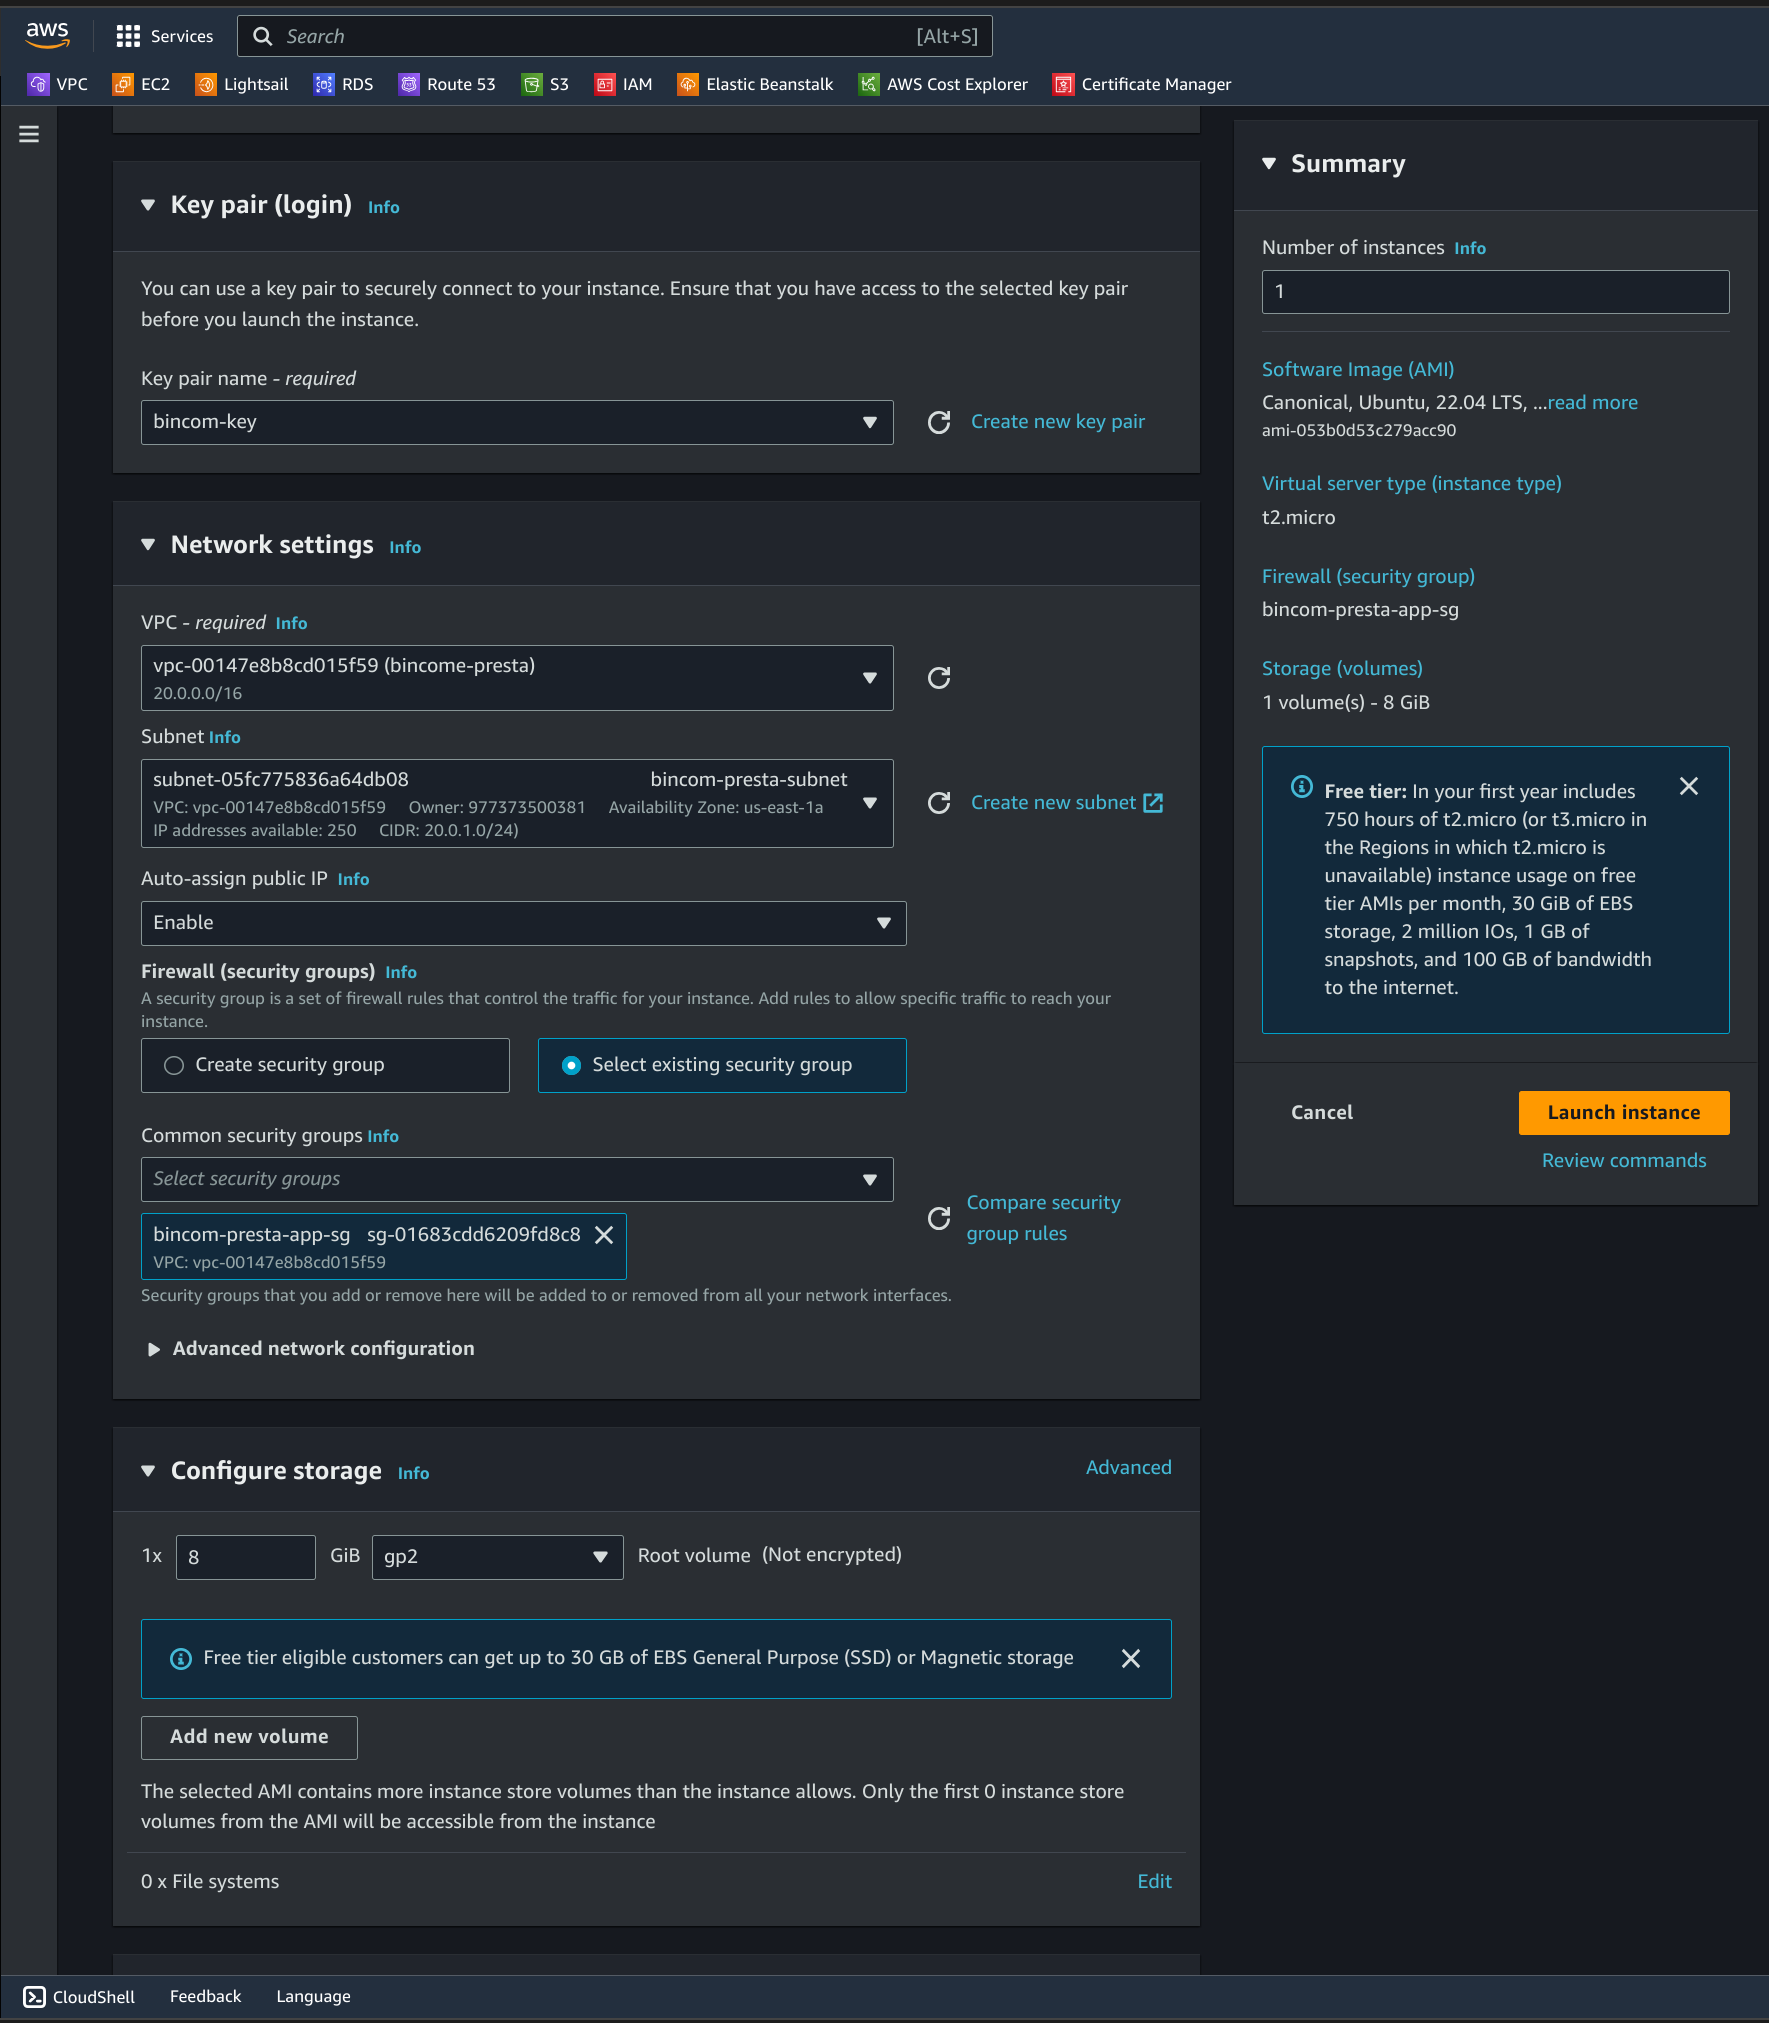 aws
Services
Search
[Alt+S]
VPC
EC2
Lightsail
RDS
Route 53
S3
IAM
Elastic Beanstalk
AWS Cost Explorer
Certificate Manager
Key pair (login) Info
You can use a key pair to securely connect to your instance. Ensure that you have access to the selected key pair
before you launch the instance.
Key pair name - required
bincom-key
Create new key pair
Network settings Info
VPC - required Info
vpc-00147e8b8cd015f59 (bincome-presta)
20.0.0.0/16
Subnet Info
subnet-05fc775836a64db08 bincom-presta-subnet
VPC: vpc-00147e8b8cd015f59 Owner: 977373500381 Availability Zone: us-east-1a
IP addresses available: 250 CIDR: 20.0.1.0/24)
Create new subnet
Auto-assign public IP Info
Enable
Firewall (security groups) Info
A security group is a set of firewall rules that control the traffic for your instance. Add rules to allow specific traffic to reach your
instance.
Create security group
Select existing security group
Common security groups Info
Select security groups
bincom-presta-app-sg sg-01683cdd6209fd8c8
VPC: vpc-00147e8b8cd015f59
Compare security
group rules
Security groups that you add or remove here will be added to or removed from all your network interfaces.
Advanced network configuration
Configure storage Info
Advanced
1x 8 GiB gp2 Root volume (Not encrypted)
Free tier eligible customers can get up to 30 GB of EBS General Purpose (SSD) or Magnetic storage
Add new volume
The selected AMI contains more instance store volumes than the instance allows. Only the first 0 instance store
volumes from the AMI will be accessible from the instance
0 x File systems
Edit
Summary
Number of instances Info
1
Software Image (AMI)
Canonical, Ubuntu, 22.04 LTS, ...read more
ami-053b0d53c279acc90
Virtual server type (instance type)
t2.micro
Firewall (security group)
bincom-presta-app-sg
Storage (volumes)
1 volume(s) - 8 GiB
Free tier: In your first year includes
750 hours of t2.micro (or t3.micro in
the Regions in which t2.micro is
unavailable) instance usage on free
tier AMIs per month, 30 GiB of EBS
storage, 2 million IOs, 1 GB of
snapshots, and 100 GB of bandwidth
to the internet.
Cancel
Launch instance
Review commands
CloudShell
Feedback
Language